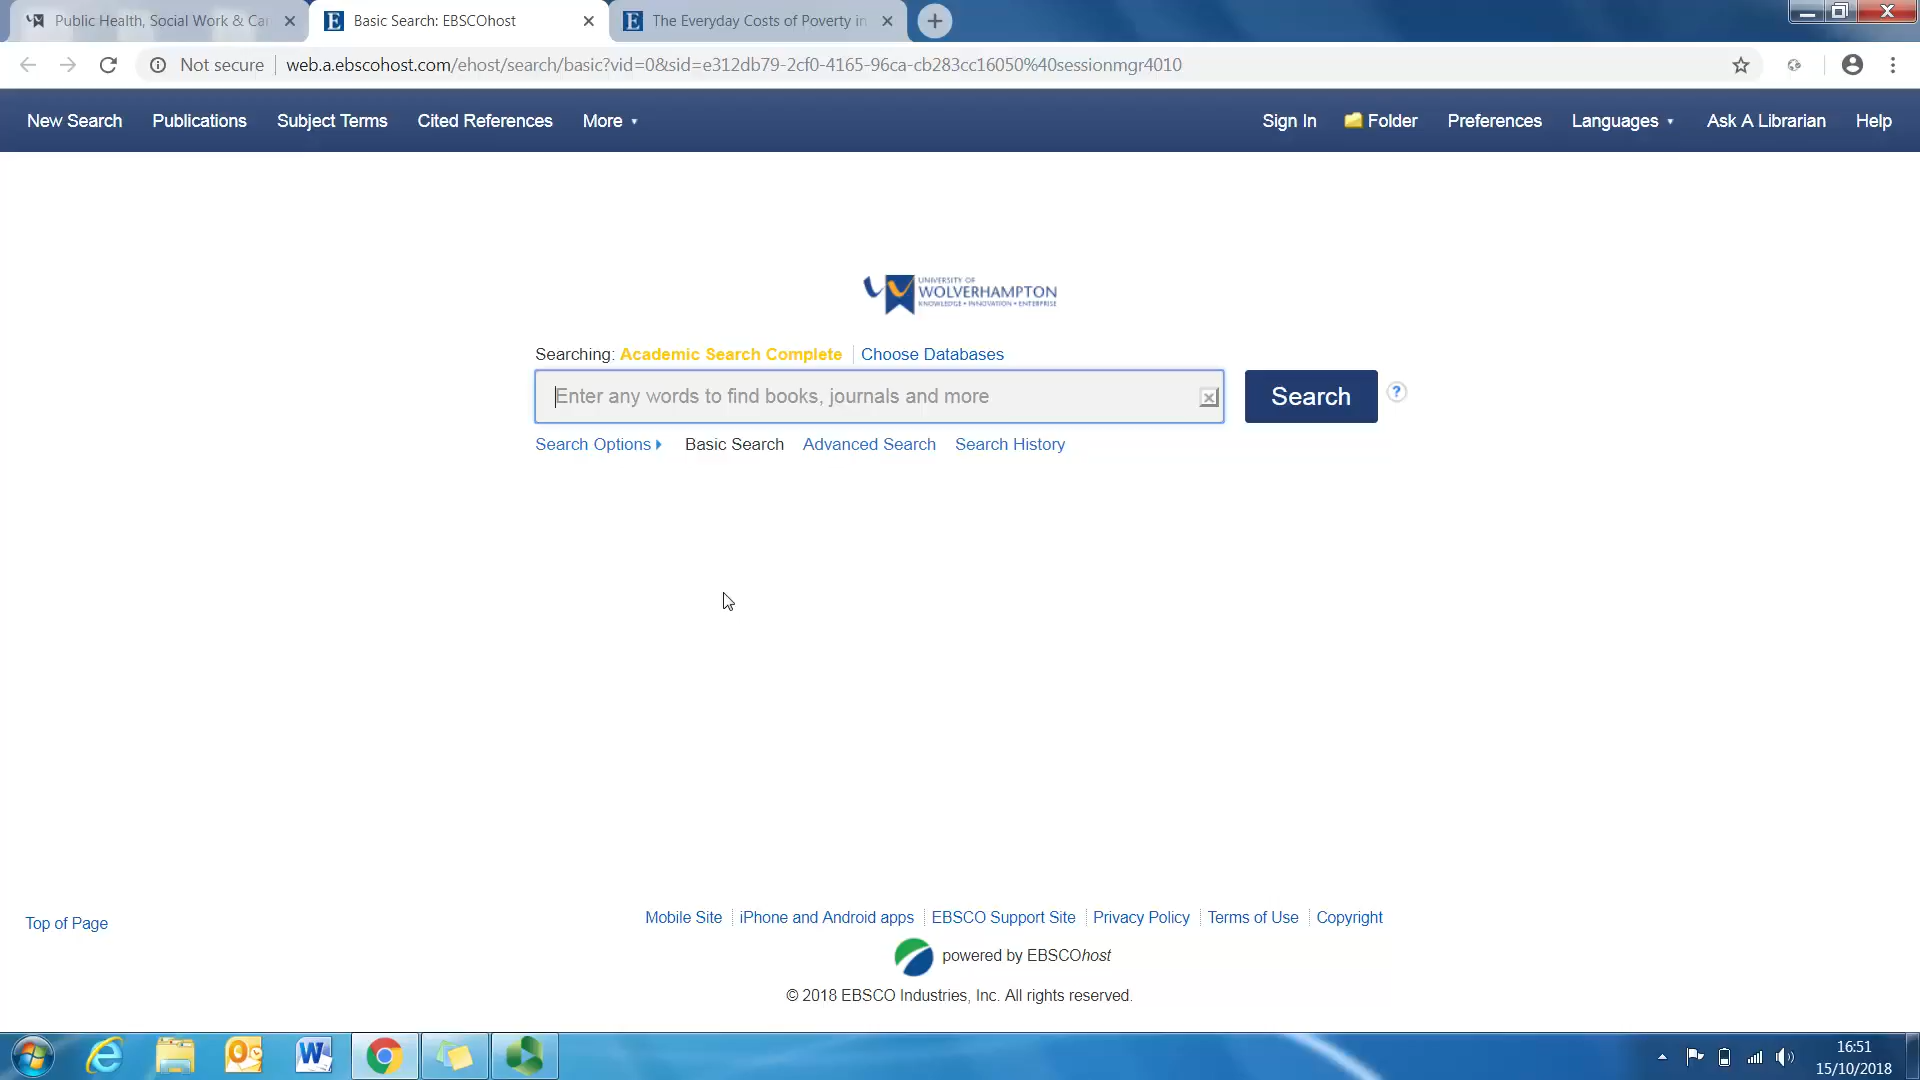 Public Health, Social Work & Ca
Basic Search: EBSCOhost
The Everyday Costs of Poverty in
Not secure
web.a.ebscohost.com/ehost/search/basic?vid=0&sid=e312db79-2cf0-4165-96ca-cb283cc16050%40sessionmgr4010
New Search
Publications
Subject Terms
Cited References
More
Sign In
Folder
Preferences
Languages
Ask A Librarian
Help
UNIVERSITY OF
WOLVERHAMPTON
KNOWLEDGE • INNOVATION • ENTERPRISE
Searching: Academic Search Complete
Choose Databases
Enter any words to find books, journals and more
Search
?
Search Options
Basic Search
Advanced Search
Search History
Top of Page
Mobile Site
iPhone and Android apps
EBSCO Support Site
Privacy Policy
Terms of Use
Copyright
powered by EBSCOhost
© 2018 EBSCO Industries, Inc. All rights reserved.
16:51
15/10/2018